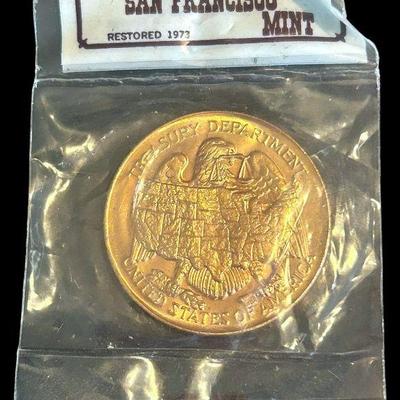 SAN FRANCISCO
MINT
RESTORED 1973
TREASURY DEPARTMENT
UNITED STATES OF AMERICA